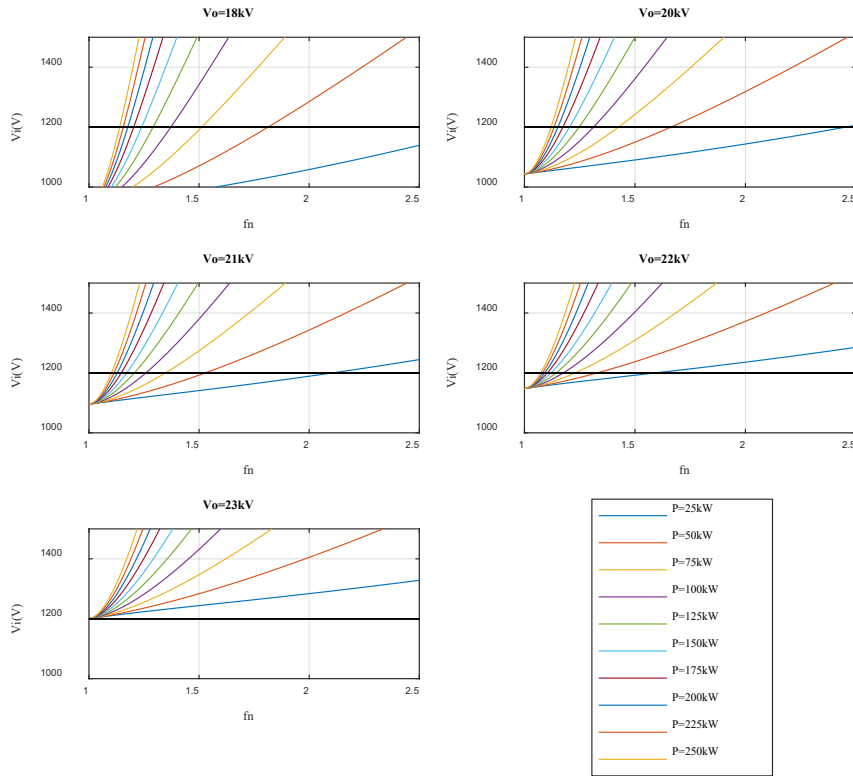 Vo=18kV
Vi(V)
1400
1200
1000
1
1.5
2
2.5
fn
Vo=20kV
Vi(V)
1400
1200
1000
1
1.5
2
2.5
fn
Vo=21kV
Vi(V)
1400
1200
1000
1
1.5
2
2.5
fn
Vo=22kV
Vi(V)
1400
1200
1000
1
1.5
2
2.5
fn
Vo=23kV
Vi(V)
1400
1200
1000
1
1.5
2
2.5
fn
P=25kW
P=50kW
P=75kW
P=100kW
P=125kW
P=150kW
P=175kW
P=200kW
P=225kW
P=250kW